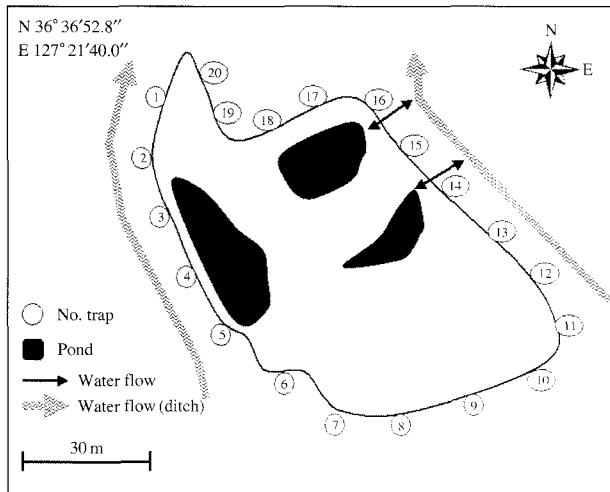 N 36° 36′52.8″
E 127° 21′40.0″
N
E
20
1
17
16
19
18
15
2
14
3
13
4
12
No. trap
5
11
Pond
6
10
Water flow
Water flow (ditch)
7
8
9
30 m